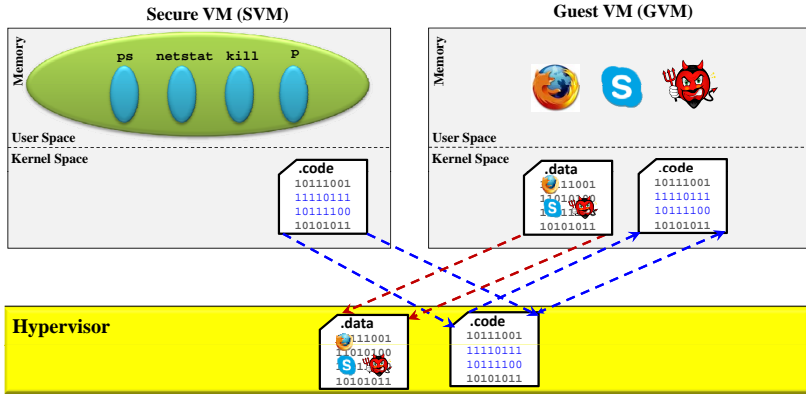 Secure VM (SVM)
Guest VM (GVM)
Memory
ps netstat kill p
User Space
Kernel Space
.code
10111001
11110111
10111100
10101011
Memory
User Space
Kernel Space
.data
10101011
.code
10111001
11110111
10111100
10101011
Hypervisor
.data
11010100
10101011
.code
10111001
11110111
10111100
10101011